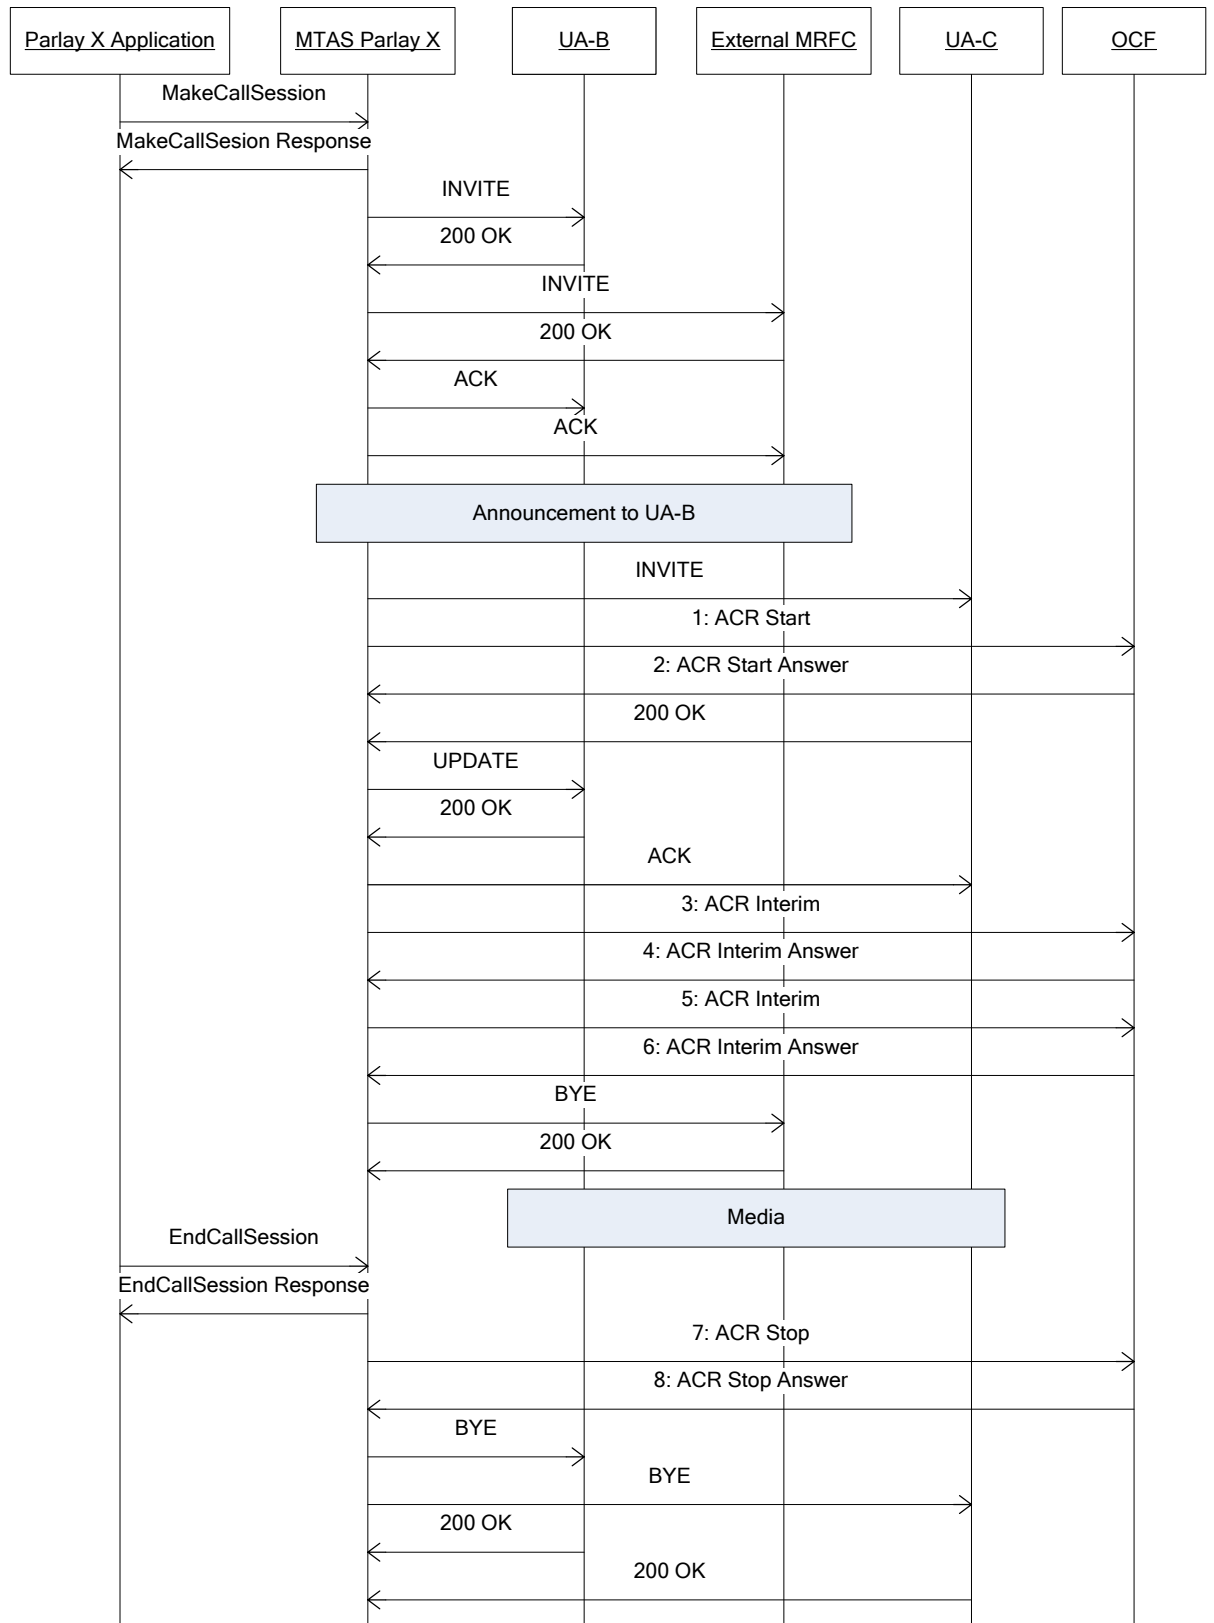 Parlay X Application
MTAS Parlay X
UA-B
External MRFC
UA-C
OCF
MakeCallSession
MakeCallSesion Response
INVITE
200 OK
INVITE
200 OK
ACK
ACK
Announcement to UA-B
INVITE
1: ACR Start
2: ACR Start Answer
200 OK
UPDATE
200 OK
ACK
3: ACR Interim
4: ACR Interim Answer
5: ACR Interim
6: ACR Interim Answer
BYE
200 OK
Media
EndCallSession
EndCallSession Response
7: ACR Stop
8: ACR Stop Answer
BYE
BYE
200 OK
200 OK